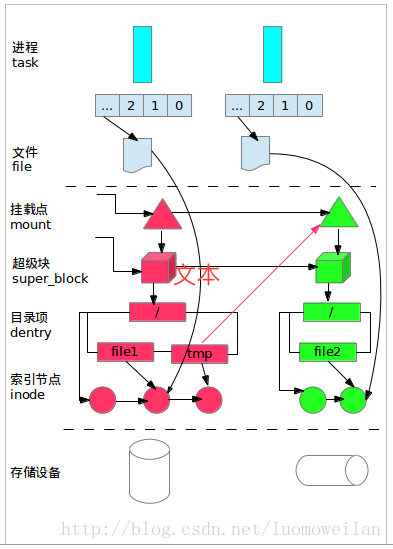 进程
task
... 2 1 0
... 2 1 0
文件
file
挂载点
mount
超级块
super_block
文本
目录项
dentry
/
/
file1
tmp
file2
索引节点
inode
存储设备
http://blog.csdn.net/luomoweilan